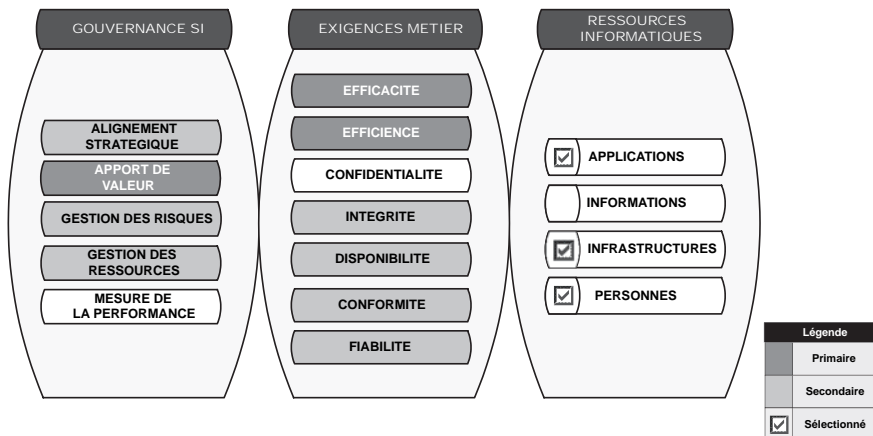 GOUVERNANCE SI
ALIGNEMENT
STRATEGIQUE
APPORT DE
VALEUR
GESTION DES RISQUES
GESTION DES
RESSOURCES
MESURE DE
LA PERFORMANCE
EXIGENCES METIER
EFFICACITE
EFFICIENCE
CONFIDENTIALITE
INTEGRITE
DISPONIBILITE
CONFORMITE
FIABILITE
RESSOURCES
INFORMATIQUES
APPLICATIONS
INFORMATIONS
INFRASTRUCTURES
PERSONNES
Légende
Primaire
Secondaire
Sélectionné